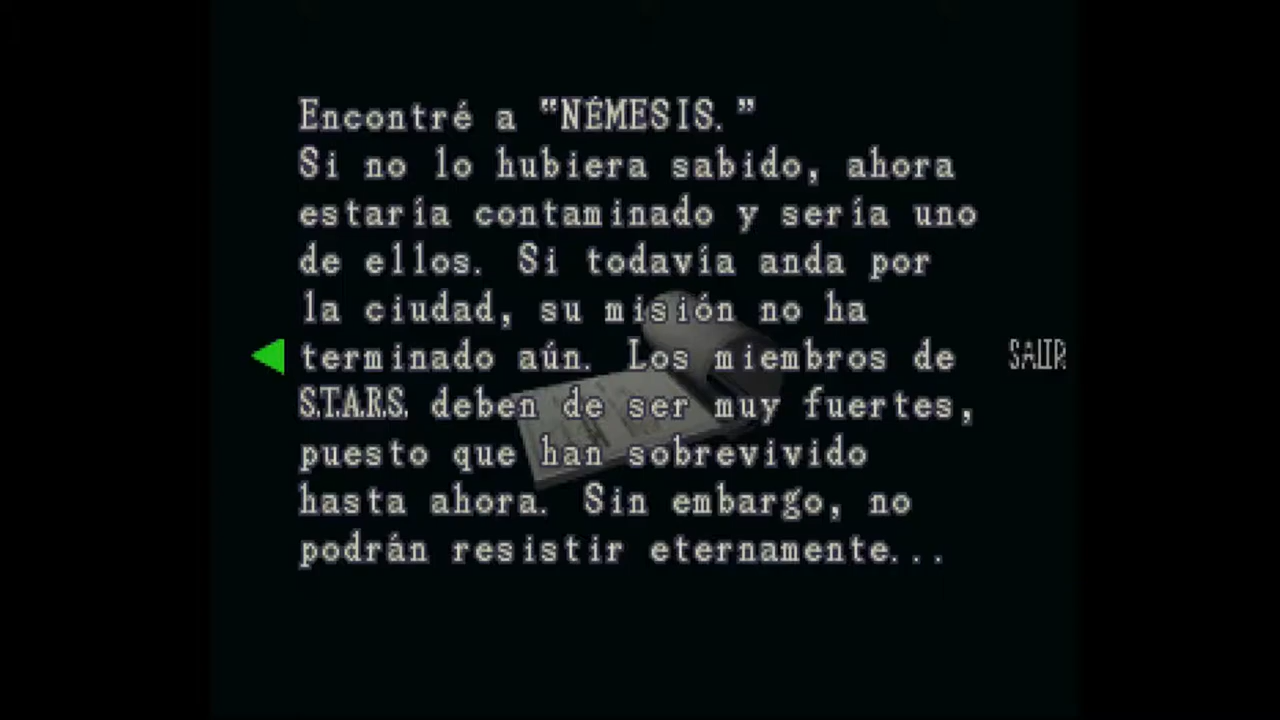 Encontré a “NÉMESIS.”
Si no lo hubiera sabido, ahora
estaría contaminado y sería uno
de ellos. Si todavía anda por
la ciudad, su misión no ha
terminado aún. Los miembros de
S.T.A.R.S. deben de ser muy fuertes,
puesto que han sobrevivido
hasta ahora. Sin embargo, no
podrán resistir eternamente...
SALIR